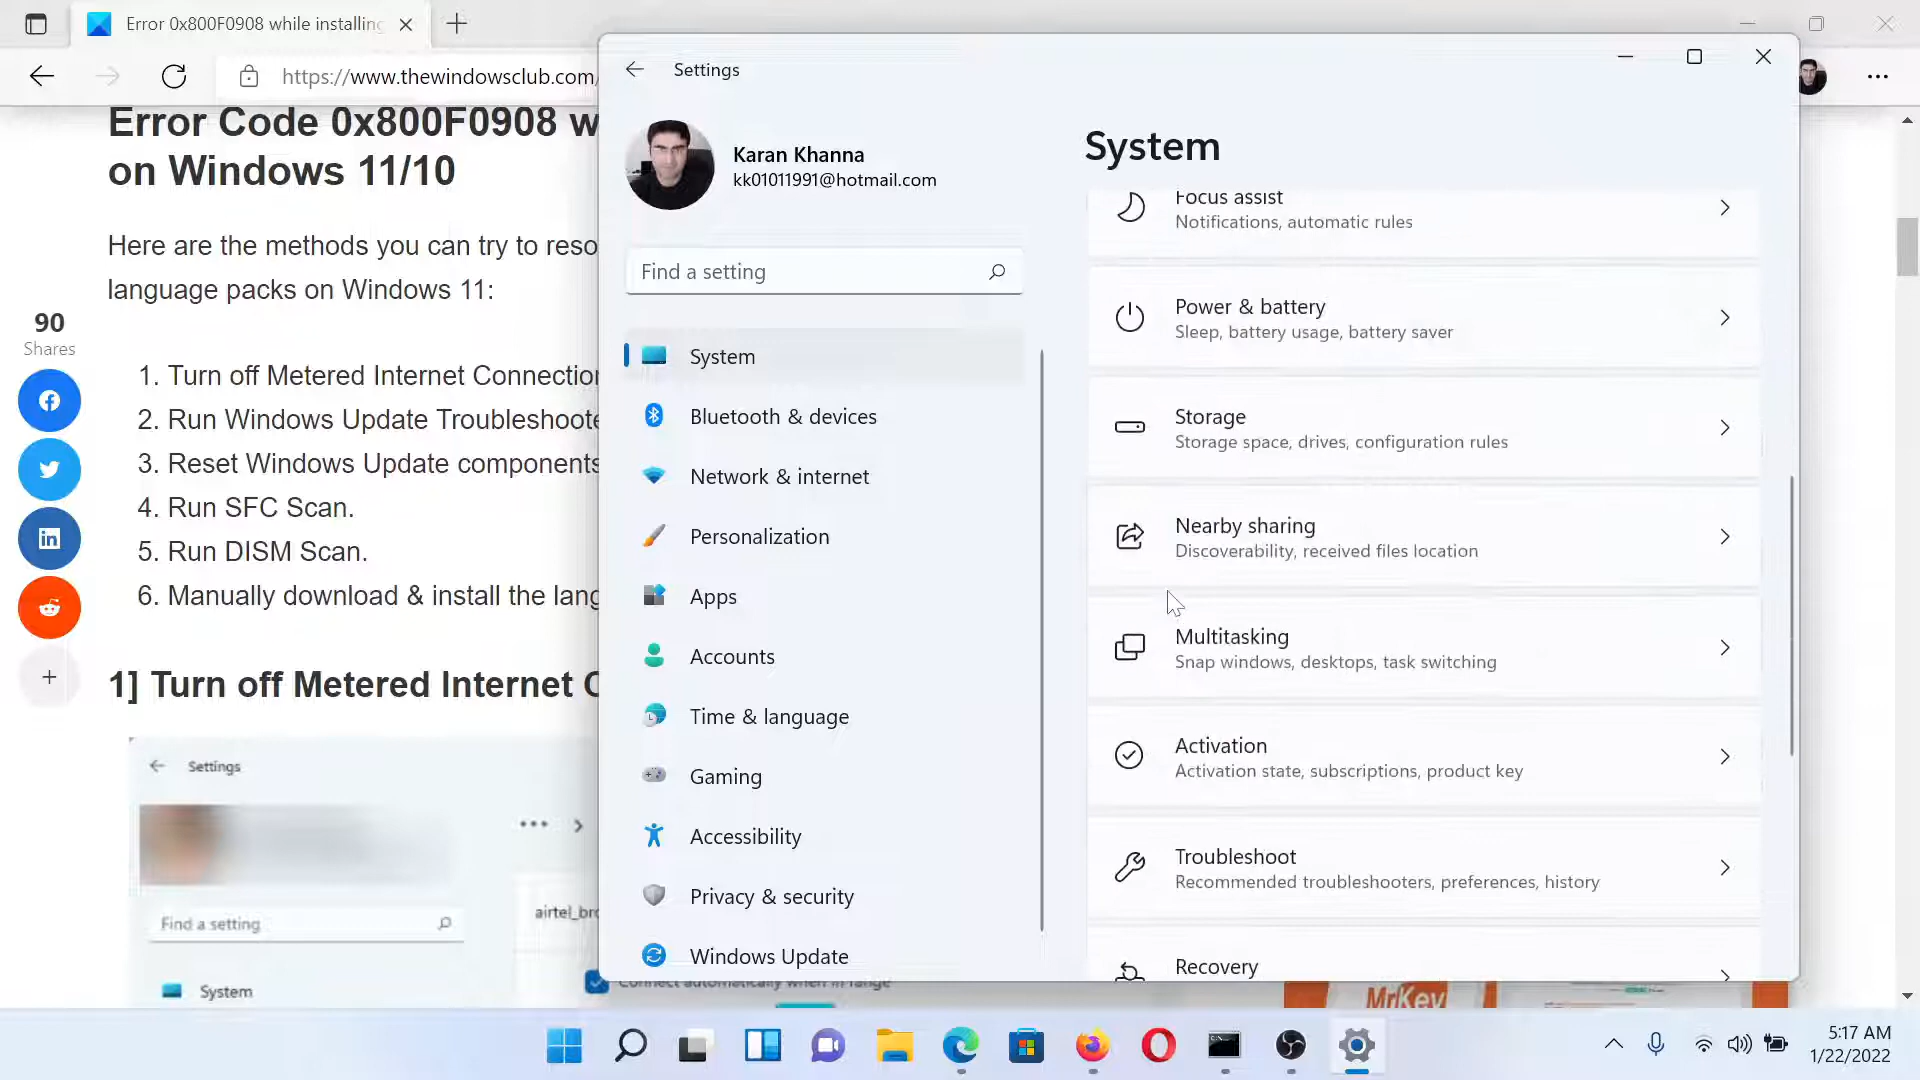 Error 0x800F0908 while installing
https://www.thewindowsclub.com/
Error Code 0x800F0908 w
on Windows 11/10
Here are the methods you can try to reso
language packs on Windows 11:
90
Shares
1. Turn off Metered Internet Connection
2. Run Windows Update Troubleshoote
3. Reset Windows Update components
4. Run SFC Scan.
5. Run DISM Scan.
6. Manually download & install the lang
1] Turn off Metered Internet C
Settings
Find a setting
System
airtel_bro
Connect automatically when in range
Settings
Karan Khanna
kk01011991@hotmail.com
Find a setting
System
Bluetooth & devices
Network & internet
Personalization
Apps
Accounts
Time & language
Gaming
Accessibility
Privacy & security
Windows Update
System
Focus assist
Notifications, automatic rules
Power & battery
Sleep, battery usage, battery saver
Storage
Storage space, drives, configuration rules
Nearby sharing
Discoverability, received files location
Multitasking
Snap windows, desktops, task switching
Activation
Activation state, subscriptions, product key
Troubleshoot
Recommended troubleshooters, preferences, history
Recovery
MrKey
5:17 AM
1/22/2022